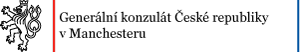 Generální konzulát České republiky
v Manchesteru